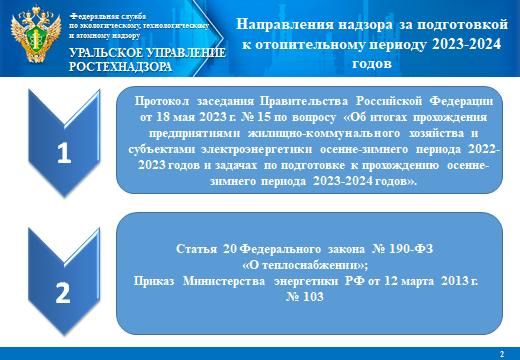 Федеральная служба
по экологическому, технологическому
и атомному надзору
УРАЛЬСКОЕ УПРАВЛЕНИЕ
РОСТЕХНАДЗОРА
Направления надзора за подготовкой
к отопительному периоду 2023-2024
годов
1
Протокол заседания Правительства Российской Федерации
от 18 мая 2023 г. № 15 по вопросу «Об итогах прохождения
предприятиями жилищно-коммунального хозяйства и
субъектами электроэнергетики осенне-зимнего периода 2022-
2023 годов и задачах по подготовке к прохождению осенне-
зимнего периода 2023-2024 годов».
2
Статья 20 Федерального закона № 190-ФЗ
«О теплоснабжении»;
Приказ Министерства энергетики РФ от 12 марта 2013 г.
№ 103
2